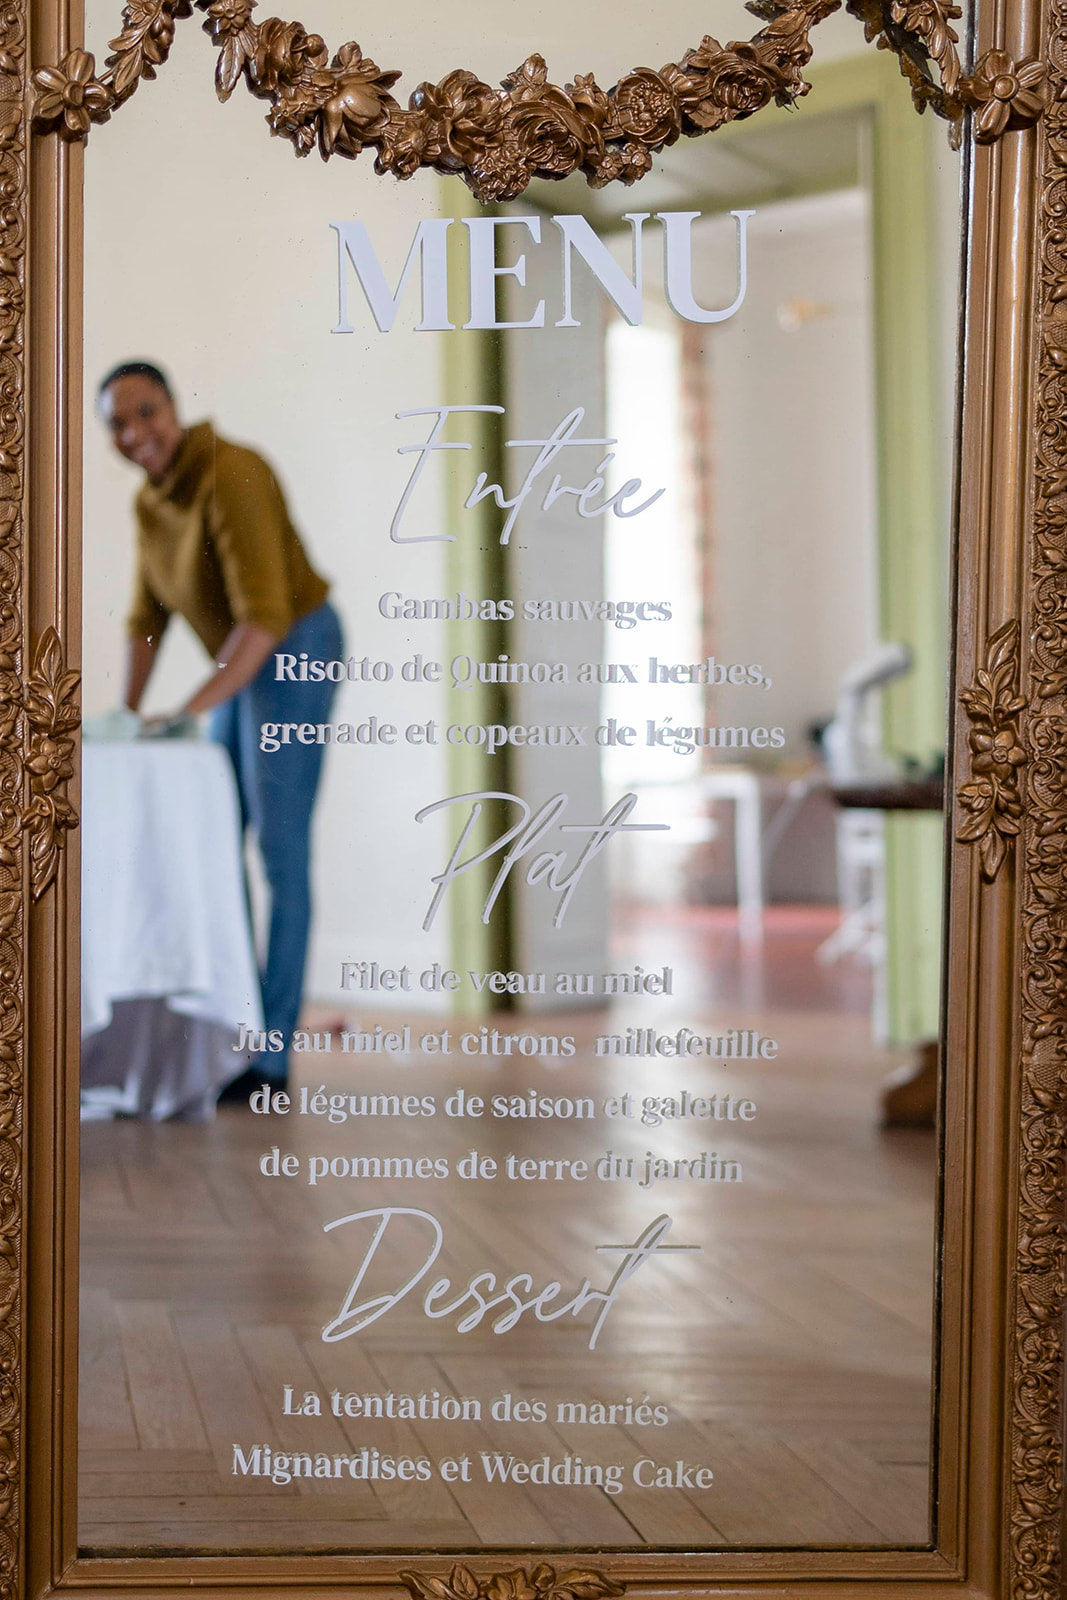 MENU
Entrée
Gambas sauvages
Risotto de Quinoa aux herbes,
grenade et copeaux de légumes
Plat
Filet de veau au miel
Jus au miel et citrons millefeuille
de légumes de saison et galette
de pommes de terre du jardin
Dessert
La tentation des mariés
Mignardises et Wedding Cake